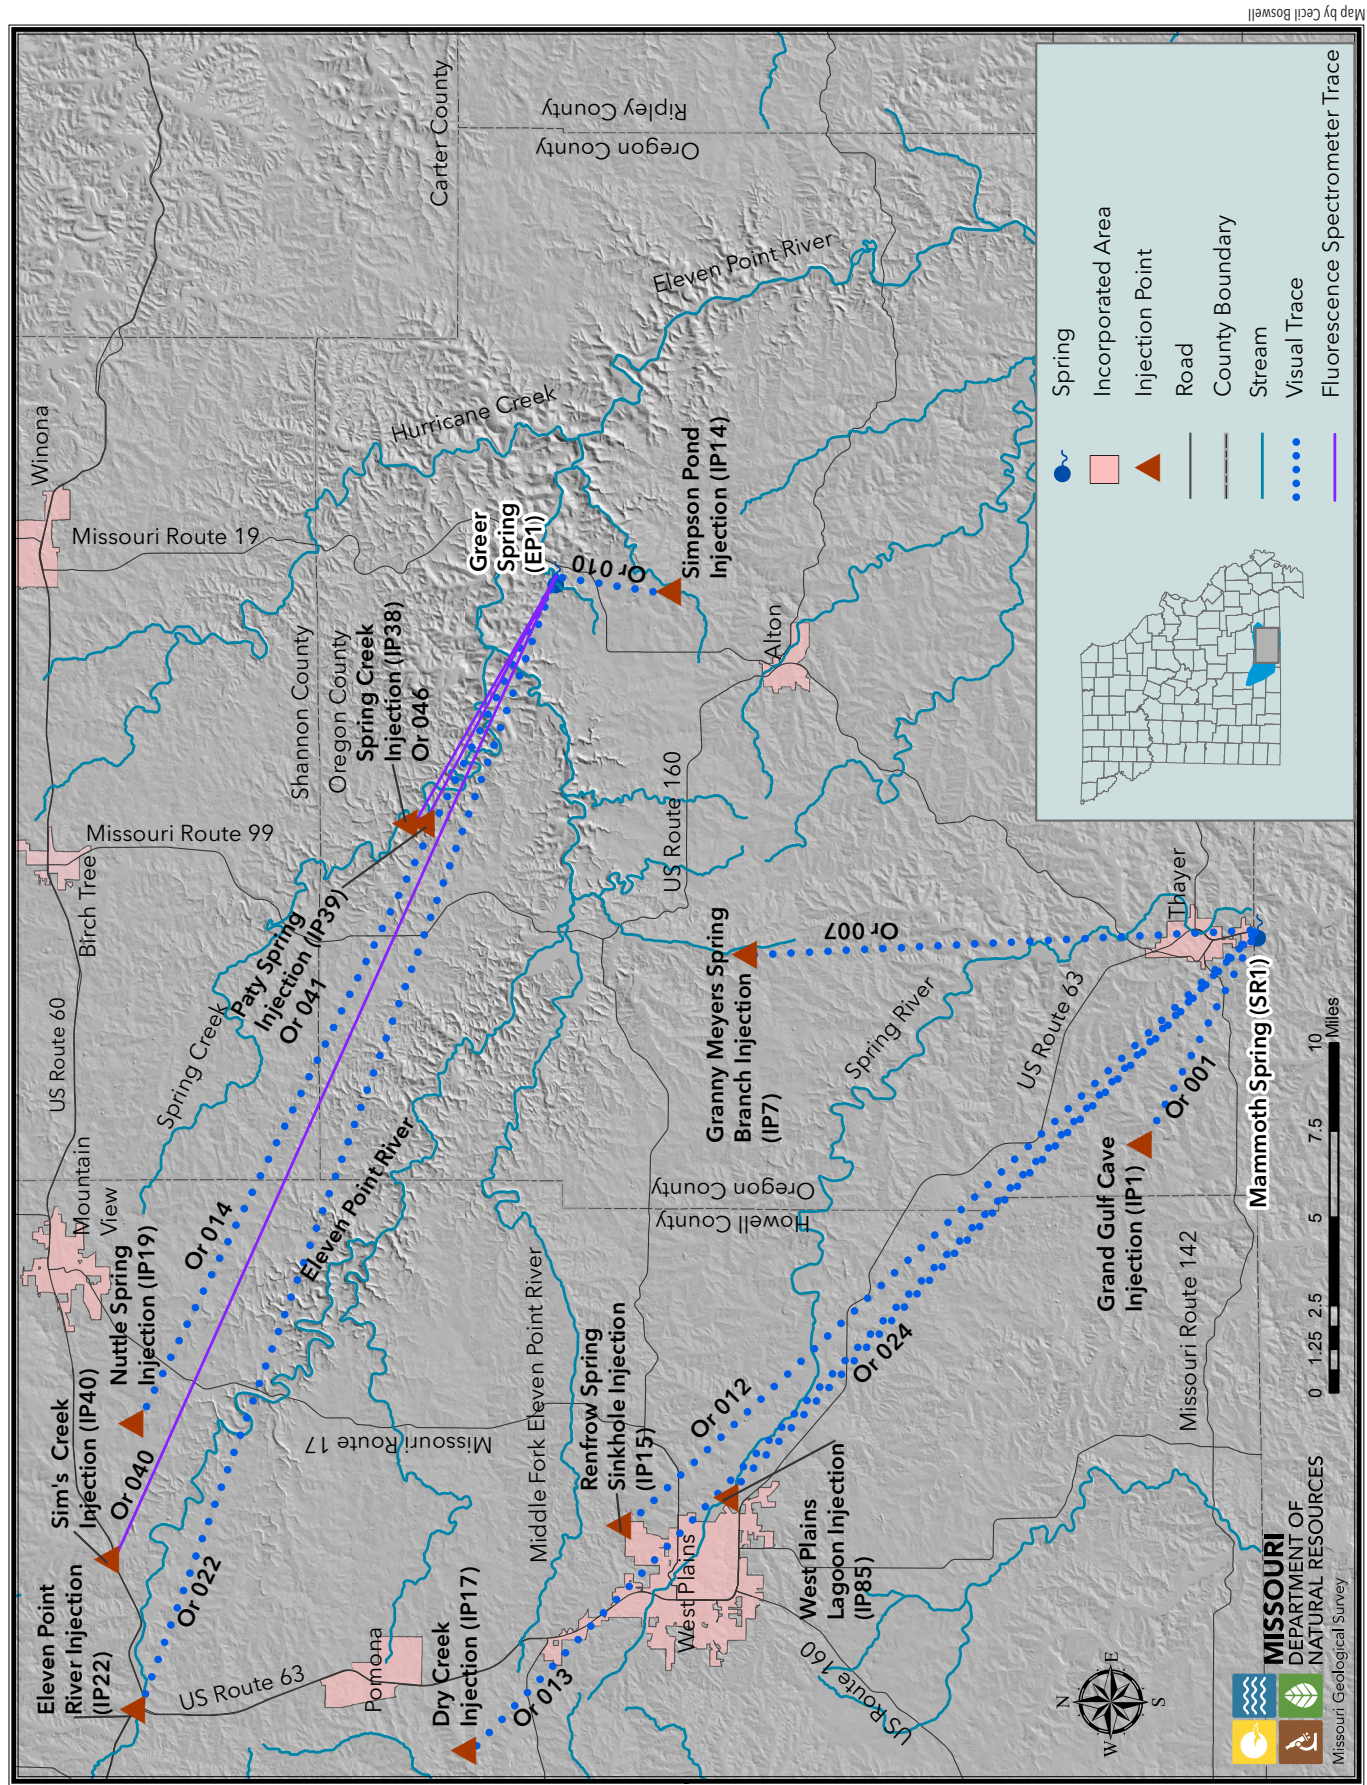 Map by Cecil Boswell
Winona
Missouri Route 19
Carter County
Ripley County
Oregon County
Eleven Point River
Hurricane Creek
Greer
Spring
(EP1)
Or 010
Simpson Pond
Injection (IP14)
Alton
Shannon County
Oregon County
Spring Creek
Injection (IP38)
Or 046
US Route 160
Missouri Route 99
Birch Tree
US Route 60
Paty Spring
Injection (IP39)
Or 041
Spring Creek
Mountain
View
Nuttle Spring
Injection (IP19)
Or 014
Eleven Point River
Sim's Creek
Injection (IP40)
Or 040
Eleven Point
River Injection
(IP22)
Or 022
US Route 63
Pomona
Missouri Route 17
Middle Fork Eleven Point River
Dry Creek
Injection (IP17)
Or 013
Renfrow Spring
Sinkhole Injection
(IP15)
Or 012
West Plains
West Plains
Lagoon Injection
(IP85)
US Route 160
Or 024
Oregon County
Howell County
Granny Meyers Spring
Branch Injection
(IP7)
Or 007
Spring River
US Route 63
Thayer
Grand Gulf Cave
Injection (IP1)
Or 001
Mammoth Spring (SR1)
Missouri Route 142
0 1.25 2.5 5 7.5 10
Miles
N
E
S
W
MISSOURI
DEPARTMENT OF
NATURAL RESOURCES
Missouri Geological Survey
Spring
Incorporated Area
Injection Point
Road
County Boundary
Stream
Visual Trace
Fluorescence Spectrometer Trace